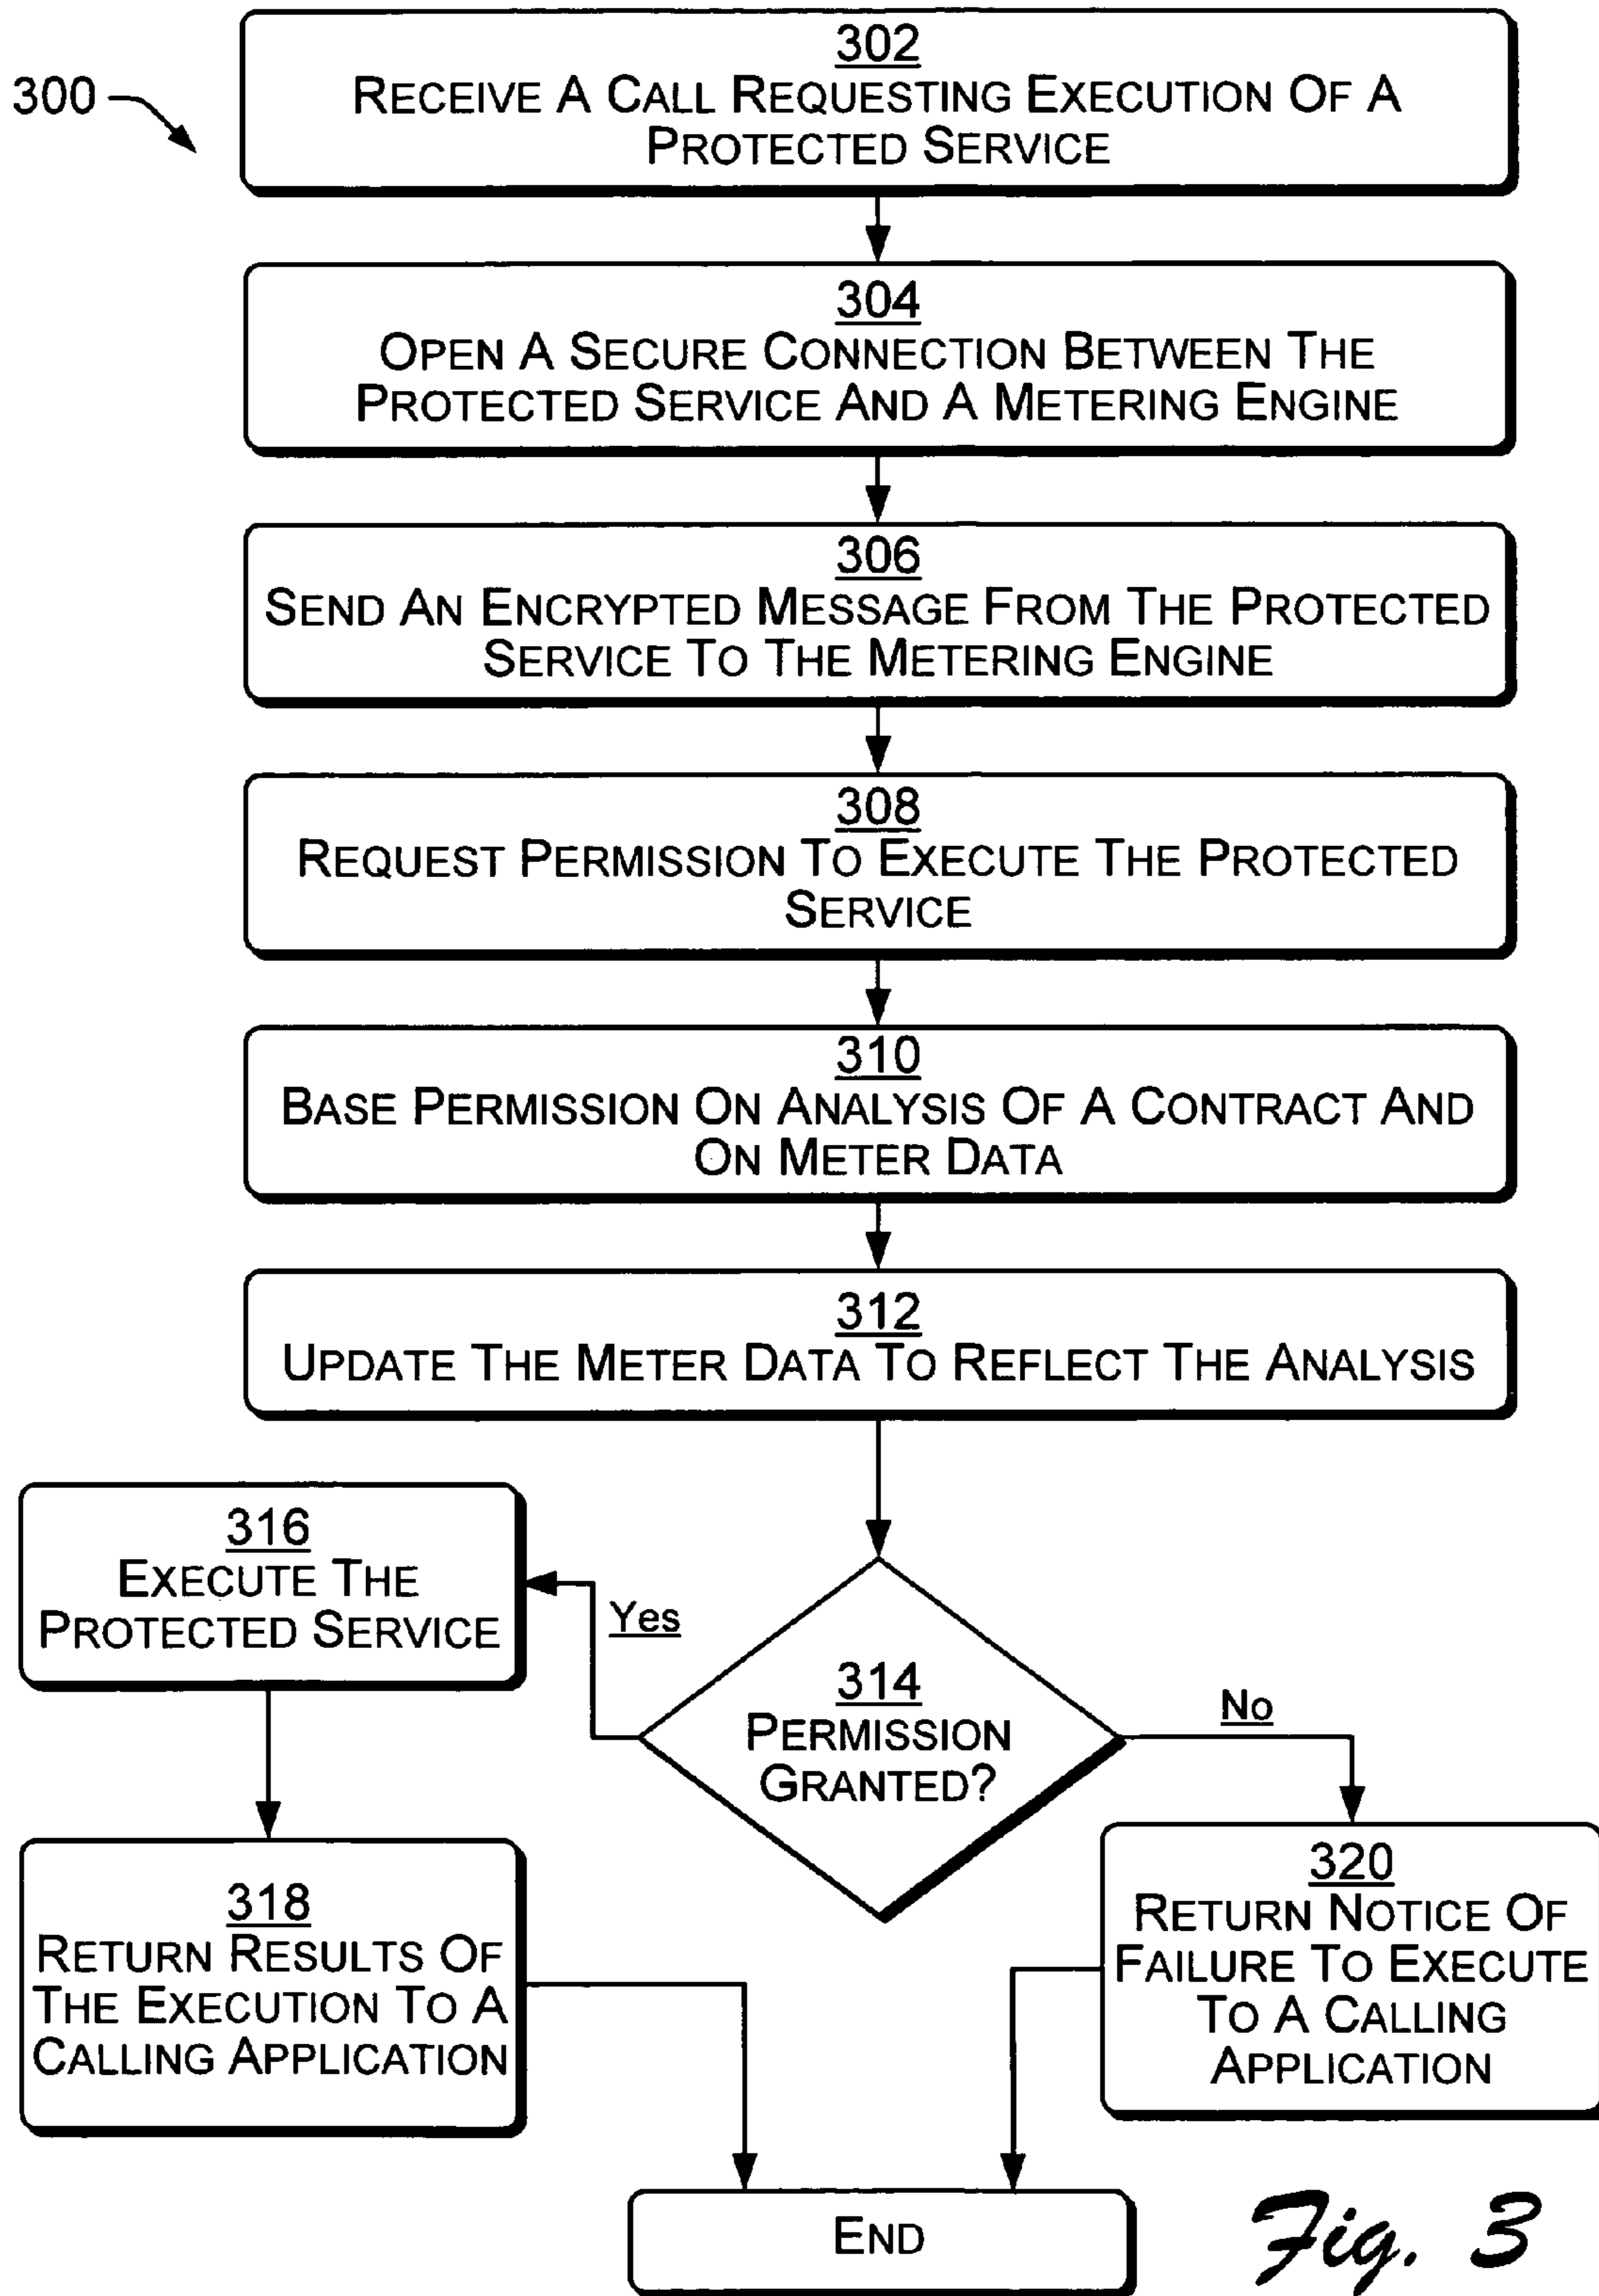 300
302
RECEIVE A CALL REQUESTING EXECUTION OF A
PROTECTED SERVICE
304
OPEN A SECURE CONNECTION BETWEEN THE
PROTECTED SERVICE AND A METERING ENGINE
306
SEND AN ENCRYPTED MESSAGE FROM THE PROTECTED
SERVICE TO THE METERING ENGINE
308
REQUEST PERMISSION TO EXECUTE THE PROTECTED
SERVICE
310
BASE PERMISSION ON ANALYSIS OF A CONTRACT AND
ON METER DATA
312
UPDATE THE METER DATA TO REFLECT THE ANALYSIS
314
PERMISSION
GRANTED?
Yes
316
EXECUTE THE
PROTECTED SERVICE
318
RETURN RESULTS OF
THE EXECUTION TO A
CALLING APPLICATION
No
320
RETURN NOTICE OF
FAILURE TO EXECUTE
TO A CALLING
APPLICATION
END
Fig. 3